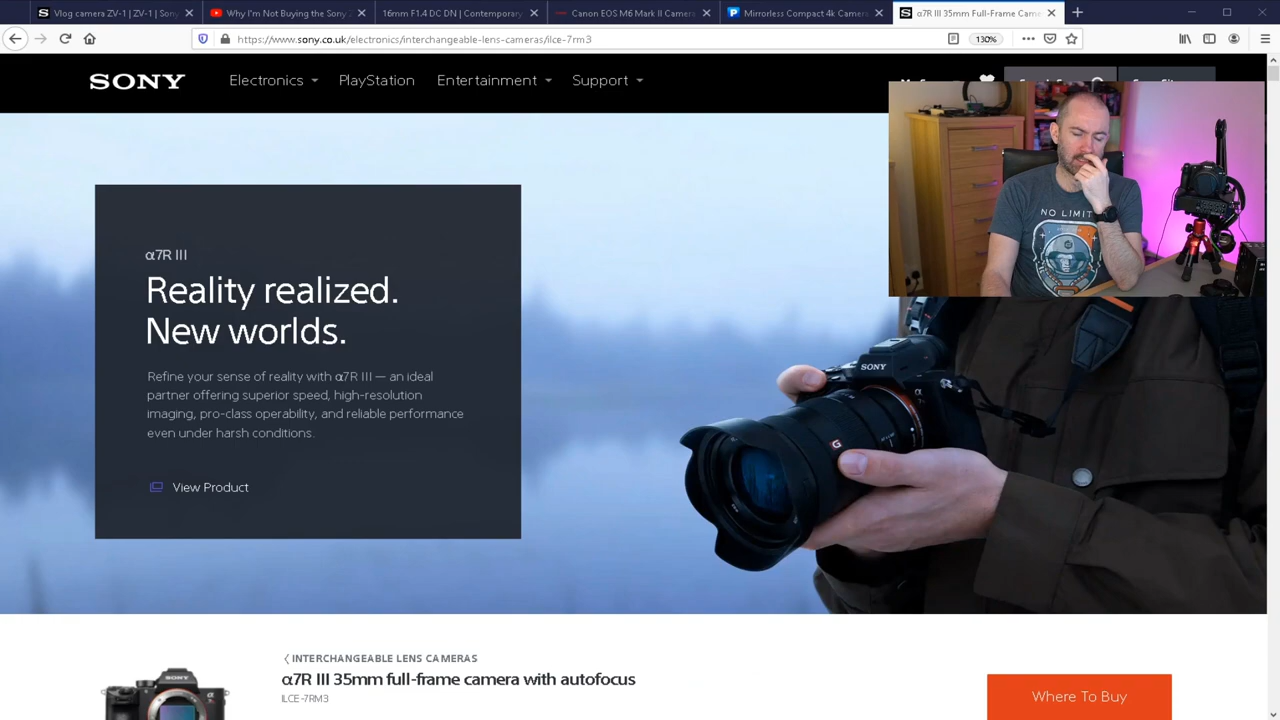 Vlog camera ZV-1 | ZV-1 | Sony
Why I'm Not Buying the Sony
16mm F1.4 DC DN | Contemporary
Canon EOS M6 Mark II Camera
Mirrorless Compact 4k Camera
α7R III 35mm Full-Frame Came
https://www.sony.co.uk/electronics/interchangeable-lens-cameras/ilce-7rm3
130%
SONY
Electronics
PlayStation
Entertainment
Support
NO LIMIT
α7R III
Reality realized.
New worlds.
Refine your sense of reality with α7R III — an ideal
partner offering superior speed, high-resolution
imaging, pro-class operability, and reliable performance
even under harsh conditions.
View Product
SONY
G
INTERCHANGEABLE LENS CAMERAS
α7R III 35mm full-frame camera with autofocus
ILCE-7RM3
SONY
Where To Buy